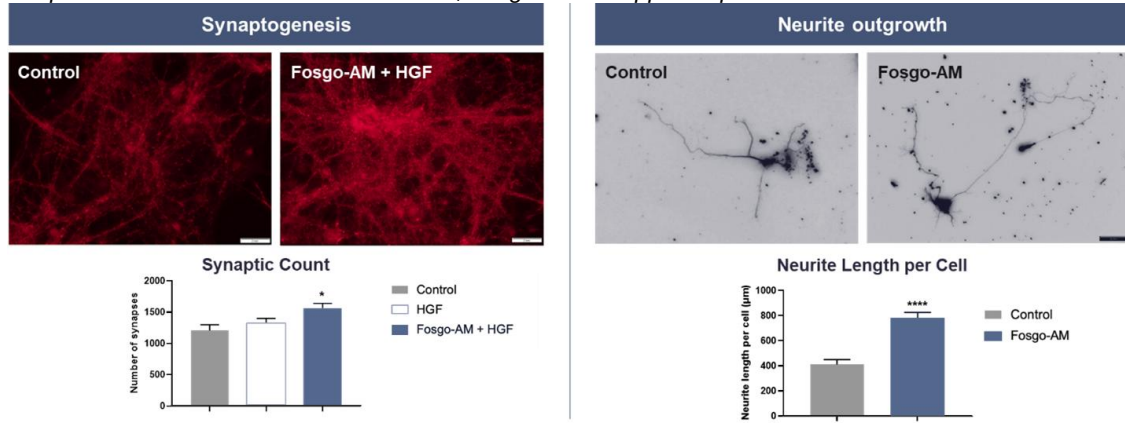 Synaptogenesis
Control
Fosgo-AM + HGF
Synaptic Count
Number of synapses
2000
1500
1000
500
0
*
Control
HGF
Fosgo-AM + HGF
Neurite outgrowth
Control
Fosgo-AM
Neurite Length per Cell
Neurite length per cell (µm)
1000
800
600
400
200
0
****
Control
Fosgo-AM